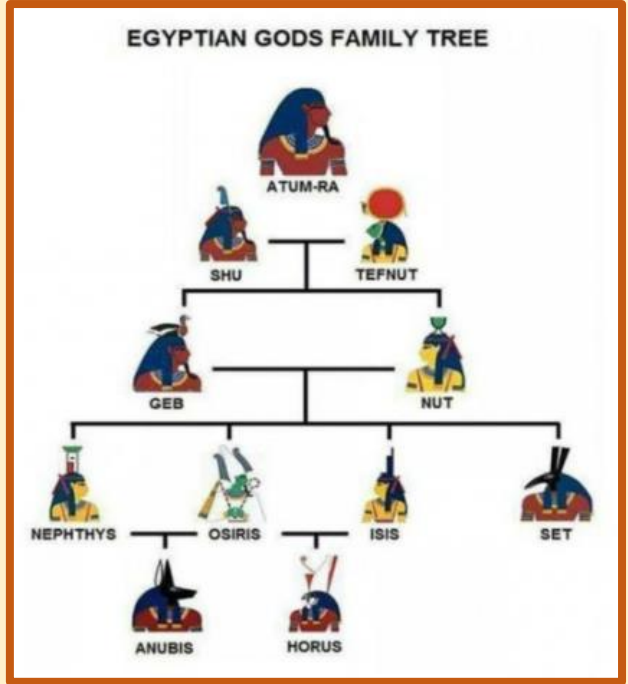 EGYPTIAN GODS FAMILY TREE
ATUM-RA
SHU
TEFNUT
GEB
NUT
NEPHTHYS
OSIRIS
ISIS
SET
ANUBIS
HORUS